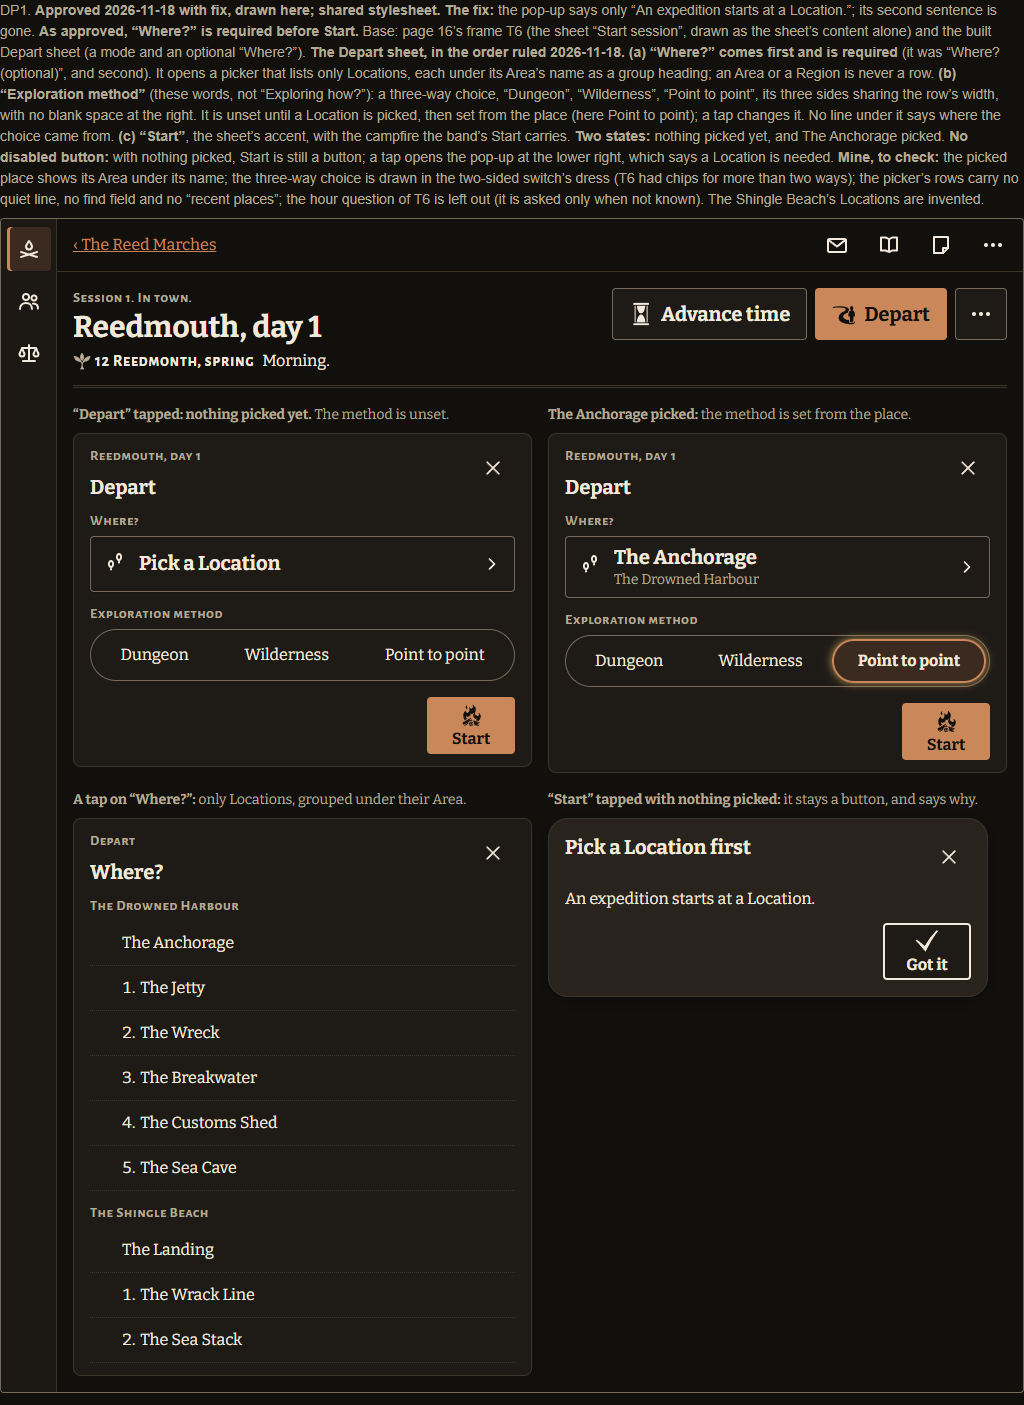 DP1. Approved 2026-11-18 with fix, drawn here; shared stylesheet. The fix: the pop-up says only “An expedition starts at a Location.”; its second sentence is
gone. As approved, “Where?” is required before Start. Base: page 16’s frame T6 (the sheet “Start session”, drawn as the sheet’s content alone) and the built
Depart sheet (a mode and an optional “Where?”). The Depart sheet, in the order ruled 2026-11-18. (a) “Where?” comes first and is required (it was “Where?
(optional)”, and second). It opens a picker that lists only Locations, each under its Area’s name as a group heading; an Area or a Region is never a row. (b)
“Exploration method” (these words, not “Exploring how?”): a three-way choice, “Dungeon”, “Wilderness”, “Point to point”, its three sides sharing the row’s width,
with no blank space at the right. It is unset until a Location is picked, then set from the place (here Point to point); a tap changes it. No line under it says where the
choice came from. (c) “Start”, the sheet’s accent, with the campfire the band’s Start carries. Two states: nothing picked yet, and The Anchorage picked. No
disabled button: with nothing picked, Start is still a button; a tap opens the pop-up at the lower right, which says a Location is needed. Mine, to check: the picked
place shows its Area under its name; the three-way choice is drawn in the two-sided switch’s dress (T6 had chips for more than two ways); the picker’s rows carry no
quiet line, no find field and no “recent places”; the hour question of T6 is left out (it is asked only when not known). The Shingle Beach’s Locations are invented.
‹ The Reed Marches
Session 1. In town.
Reedmouth, day 1
12 Reedmonth, spring Morning.
Advance time
Depart
“Depart” tapped: nothing picked yet. The method is unset.
Reedmouth, day 1
Depart
Where?
Pick a Location
Exploration method
Dungeon Wilderness Point to point
Start
The Anchorage picked: the method is set from the place.
Reedmouth, day 1
Depart
Where?
The Anchorage
The Drowned Harbour
Exploration method
Dungeon Wilderness Point to point
Start
A tap on “Where?”: only Locations, grouped under their Area.
Depart
Where?
The Drowned Harbour
The Anchorage
1. The Jetty
2. The Wreck
3. The Breakwater
4. The Customs Shed
5. The Sea Cave
The Shingle Beach
The Landing
1. The Wrack Line
2. The Sea Stack
“Start” tapped with nothing picked: it stays a button, and says why.
Pick a Location first
An expedition starts at a Location.
Got it